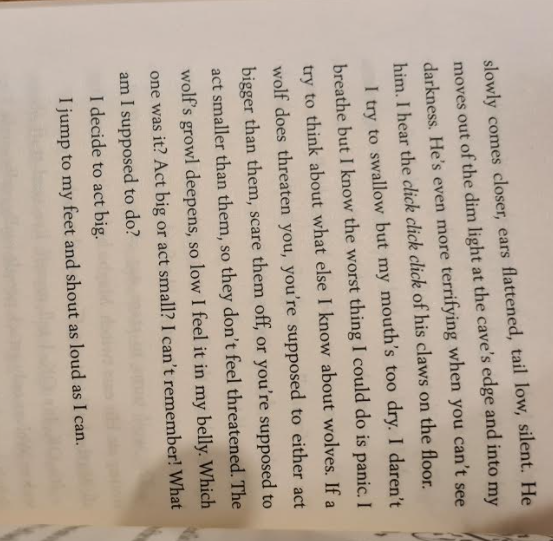 slowly comes closer, ears flattened, tail low, silent. He
moves out of the dim light at the cave's edge and into my
darkness. He's even more terrifying when you can't see
him. I hear the click click click of his claws on the floor.
I try to swallow but my mouth's too dry. I daren't
breathe but I know the worst thing I could do is panic. I
try to think about what else I know about wolves. If a
wolf does threaten you, you're supposed to either act
bigger than them, scare them off, or you're supposed to
act smaller than them, so they don't feel threatened. The
wolf's growl deepens, so low I feel it in my belly. Which
one was it? Act big or act small? I can't remember! What
am I supposed to do?
I decide to act big.
I jump to my feet and shout as loud as I can.